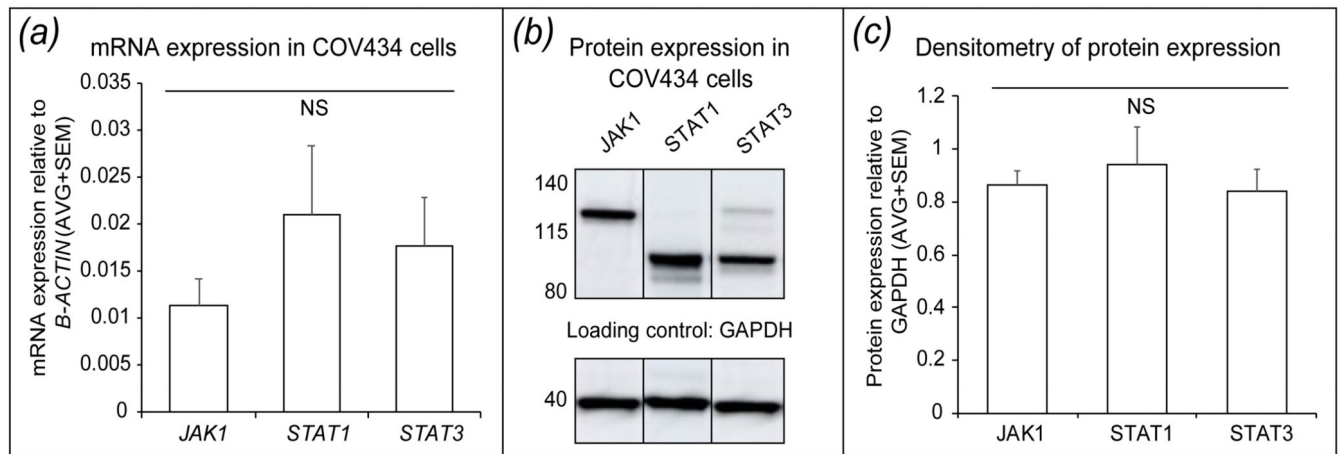 (a)
mRNA expression in COV434 cells
mRNA expression relative to
B-ACTIN (AVG+SEM)
0.035
0.03
0.025
0.02
0.015
0.01
0.005
0
NS
JAK1 STAT1 STAT3
(b)
Protein expression in
COV434 cells
JAK1 STAT1 STAT3
140
115
80
Loading control: GAPDH
40
(c)
Densitometry of protein expression
Protein expression relative to
GAPDH (AVG+SEM)
1.2
1
0.8
0.6
0.4
0.2
0
NS
JAK1 STAT1 STAT3